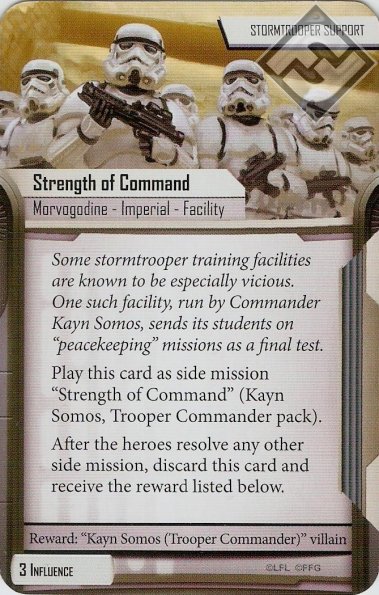 STORMTROOPER SUPPORT
Strength of Command
Morvogodine - Imperial - Facility
Some stormtrooper training facilities
are known to be especially vicious.
One such facility, run by Commander
Kayn Somos, sends its students on
“peacekeeping” missions as a final test.
Play this card as side mission
“Strength of Command” (Kayn
Somos, Trooper Commander pack).
After the heroes resolve any other
side mission, discard this card and
receive the reward listed below.
Reward: “Kayn Somos (Trooper Commander)” villain
3 INFLUENCE
©LFL ©FFG